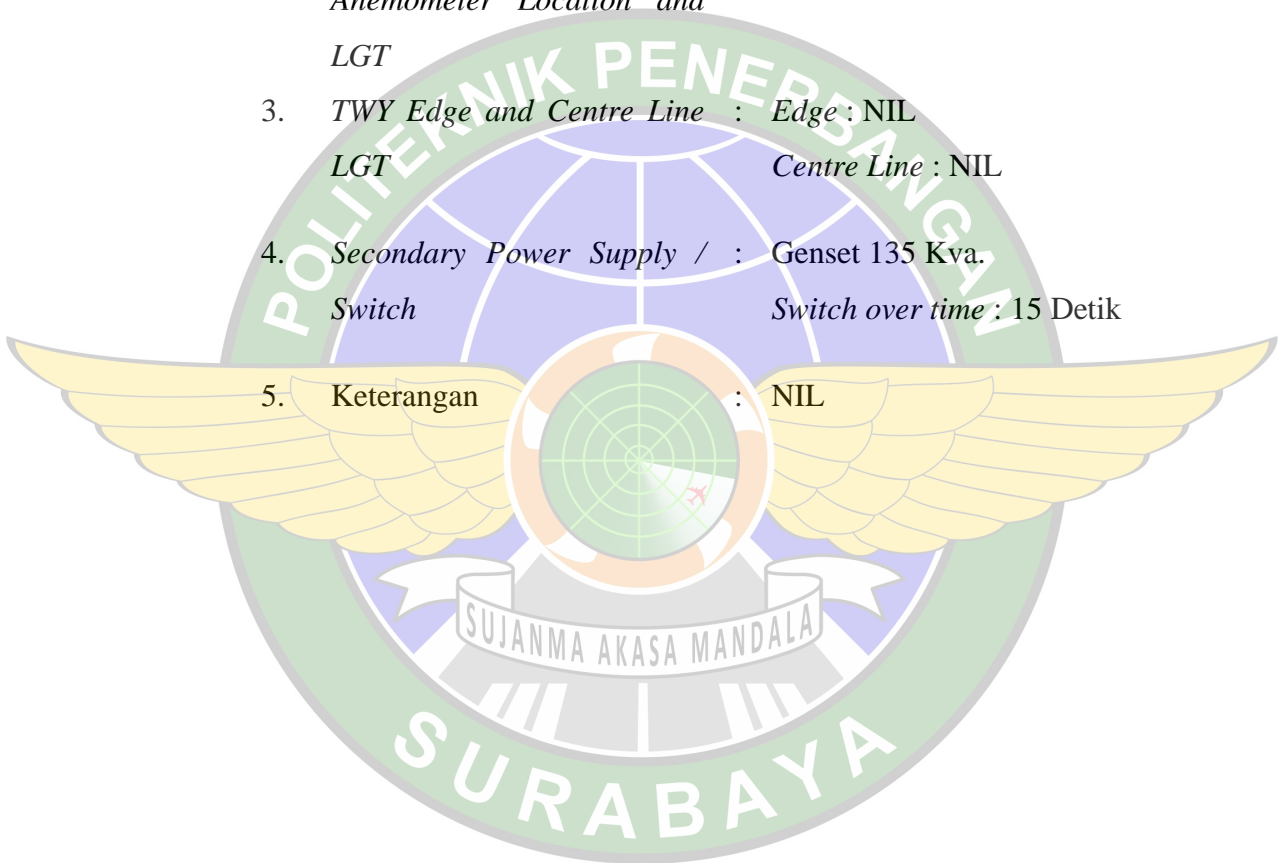 Anemometer Location and
LGT
3. TWY Edge and Centre Line : Edge : NIL
LGT Centre Line : NIL
4. Secondary Power Supply / : Genset 135 Kva.
Switch Switch over time : 15 Detik
5. Keterangan : NIL
POLITEKNIK PENERBANGAN
SUJANMA AKASA MANDALA
SURABAYA